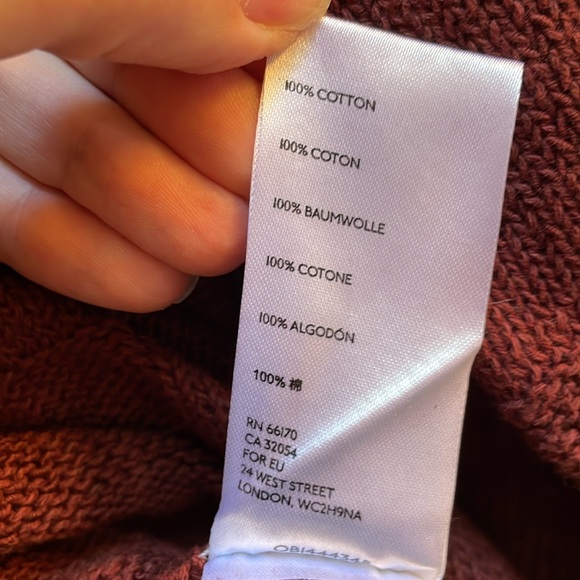 100% COTTON
100% COTON
100% BAUMWOLLE
100% COTONE
100% ALGODÓN
100% 棉
RN 66170
CA 32054
FOR EU
24 WEST STREET
LONDON, WC2H9NA